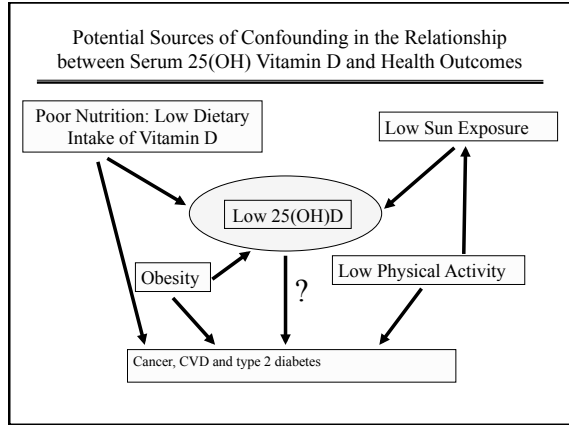 Potential Sources of Confounding in the Relationship
between Serum 25(OH) Vitamin D and Health Outcomes
Poor Nutrition: Low Dietary
Intake of Vitamin D
Low Sun Exposure
Low 25(OH)D
Obesity
?
Low Physical Activity
Cancer, CVD and type 2 diabetes